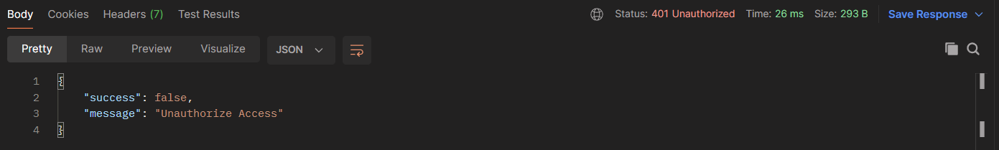 Body Cookies Headers (7) Test Results Status: 401 Unauthorized Time: 26 ms Size: 293 B Save Response
Pretty Raw Preview Visualize JSON
1 {
2 "success": false,
3 "message": "Unauthorize Access"
4 }